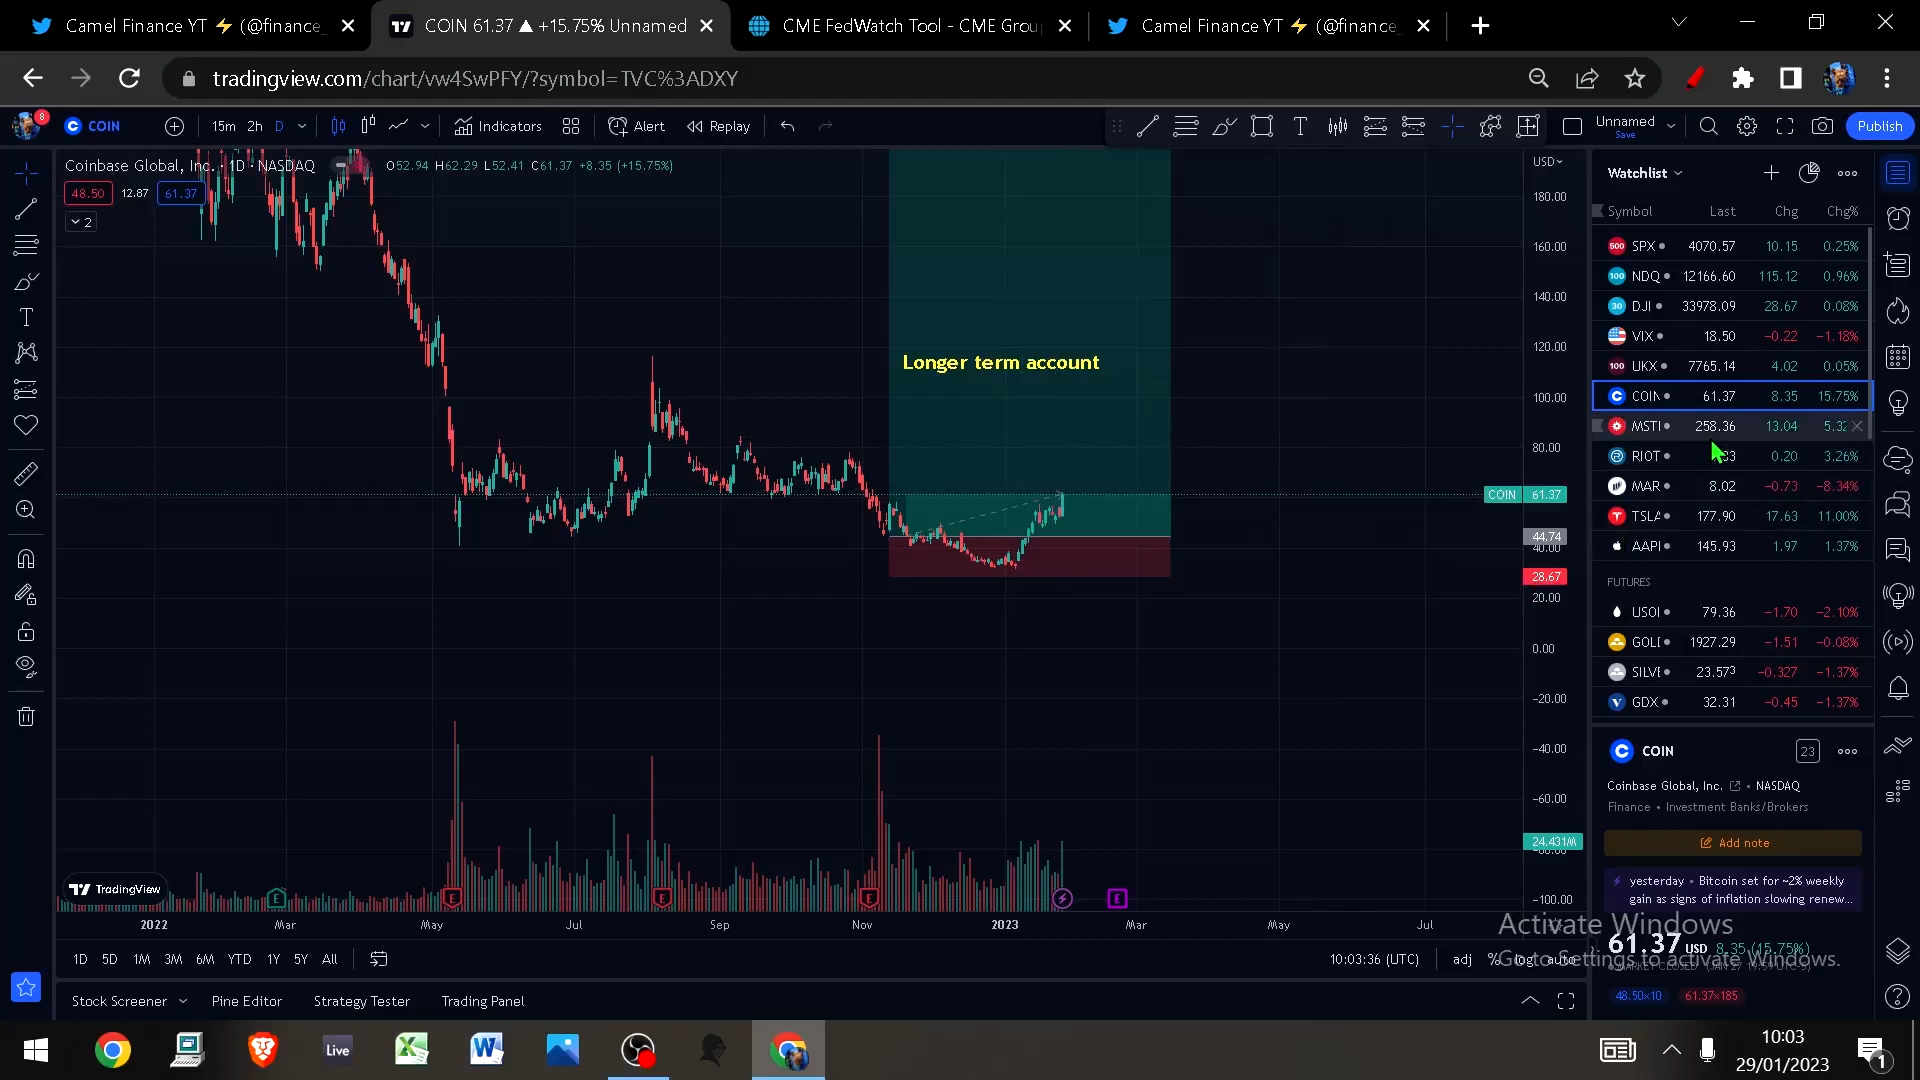 Camel Finance YT ⚡ (@finance_
COIN 61.37 ▲ +15.75% Unnamed
CME FedWatch Tool - CME Grou
Camel Finance YT ⚡ (@finance_
tradingview.com/chart/vw4SwPFY/?symbol=TVC%3ADXY
8
COIN
15m 2h D
Indicators
Alert
Replay
Unnamed
Save
Publish
Coinbase Global, Inc. · 1D · NASDAQ
O52.94 H62.29 L52.41 C61.37 +8.35 (+15.75%)
48.50 12.87 61.37
2
Longer term account
USD
180.00
160.00
140.00
120.00
100.00
80.00
COIN 61.37
44.74
40.00
28.67
20.00
0.00
-20.00
-40.00
-60.00
24.431M
-100.00
E E E E E
TradingView
2022 Mar May Jul Sep Nov 2023 Mar May Jul
1D 5D 1M 3M 6M YTD 1Y 5Y All
10:03:36 (UTC) adj % log auto
Stock Screener Pine Editor Strategy Tester Trading Panel
Watchlist
Symbol Last Chg Chg%
500 SPX 4070.57 10.15 0.25%
100 NDQ 12166.60 115.12 0.96%
30 DJI 33978.09 28.67 0.08%
VIX 18.50 -0.22 -1.18%
100 UKX 7765.14 4.02 0.05%
COIN 61.37 8.35 15.75%
MSTI 258.36 13.04 5.32
RIOT 0.20 3.26%
MAR 8.02 -0.73 -8.34%
TSLA 177.90 17.63 11.00%
AAPI 145.93 1.97 1.37%
FUTURES
USOI 79.36 -1.70 -2.10%
GOLI 1927.29 -1.51 -0.08%
SILVE 23.573 -0.327 -1.37%
GDX 32.31 -0.45 -1.37%
COIN
23
Coinbase Global, Inc. • NASDAQ
Finance • Investment Banks/Brokers
Add note
yesterday • Bitcoin set for ~2% weekly
gain as signs of inflation slowing renew...
Activate Windows
Go to Settings to activate Windows.
61.37 USD 8.35 (15.75%)
48.50×10 61.37×185
Live
10:03
29/01/2023
1